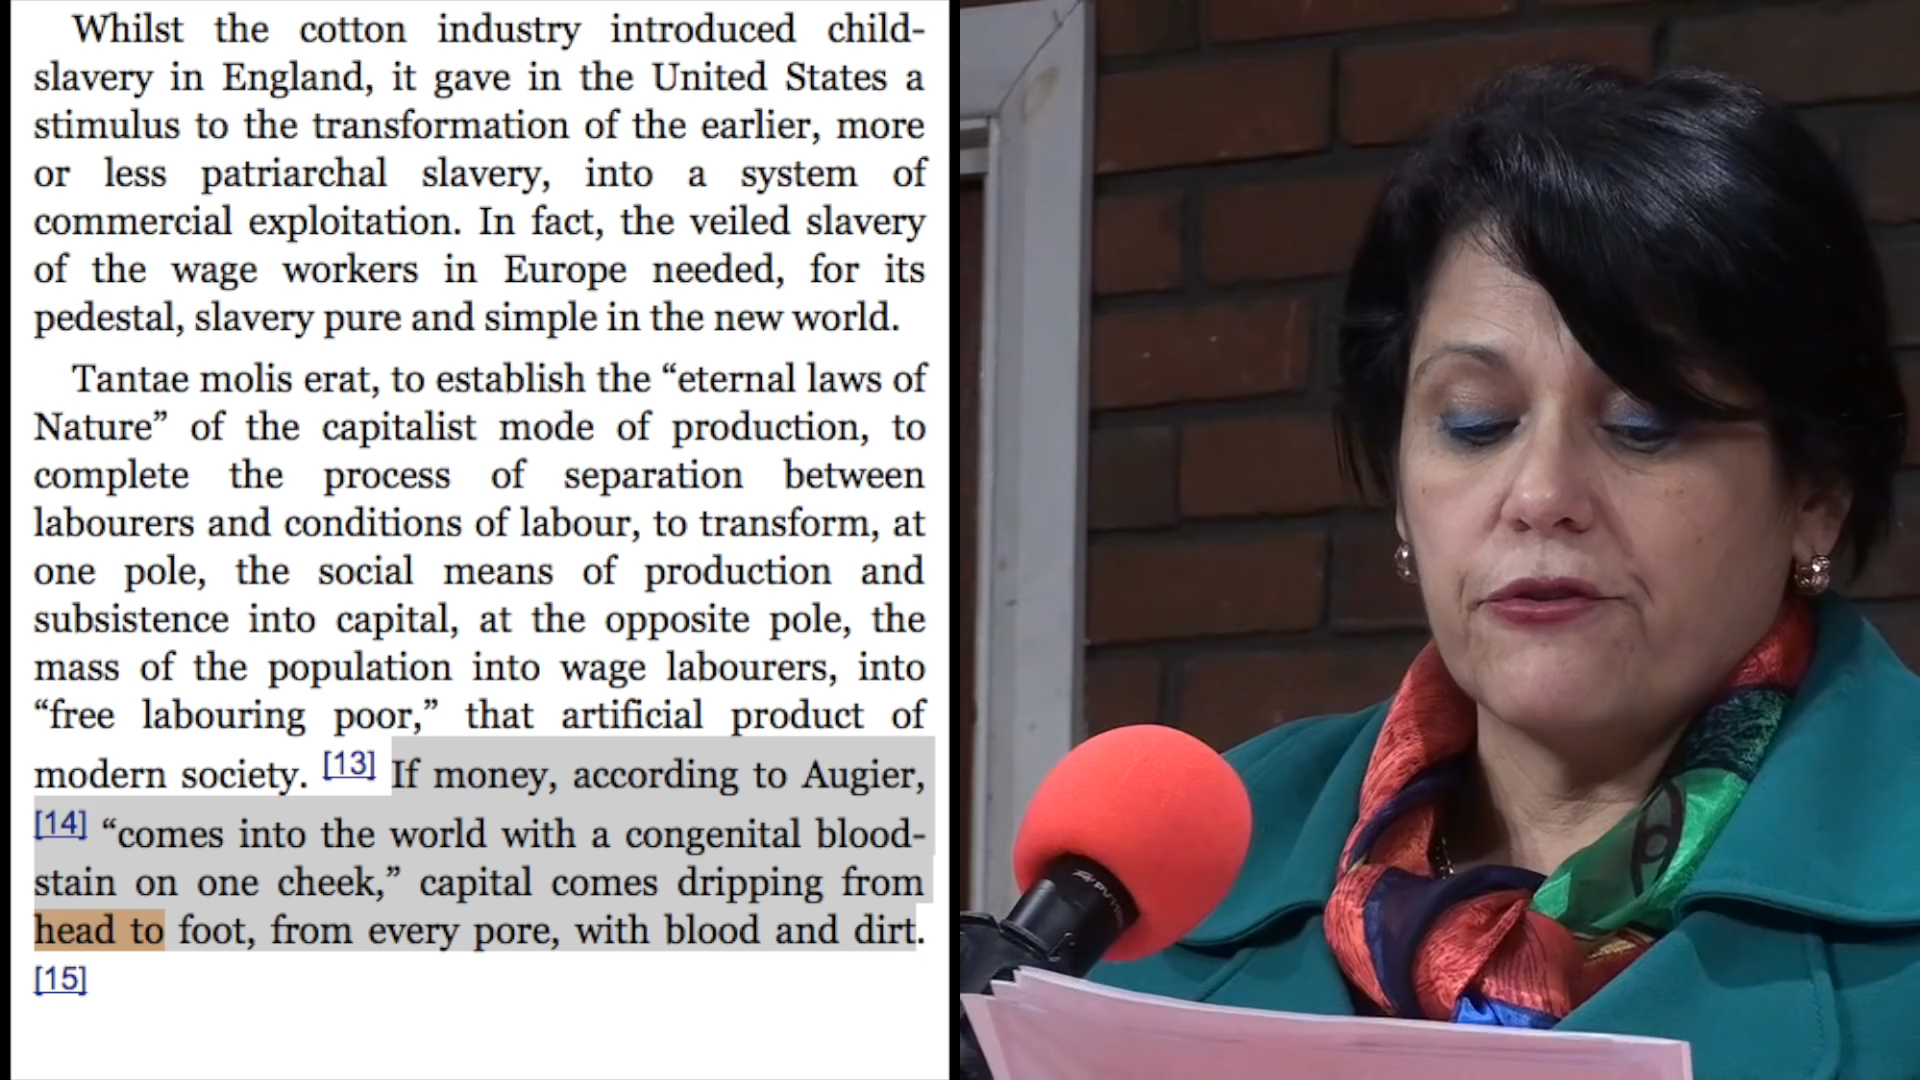 Whilst the cotton industry introduced child-
slavery in England, it gave in the United States a
stimulus to the transformation of the earlier, more
or less patriarchal slavery, into a system of
commercial exploitation. In fact, the veiled slavery
of the wage workers in Europe needed, for its
pedestal, slavery pure and simple in the new world.
Tantae molis erat, to establish the “eternal laws of
Nature” of the capitalist mode of production, to
complete the process of separation between
labourers and conditions of labour, to transform, at
one pole, the social means of production and
subsistence into capital, at the opposite pole, the
mass of the population into wage labourers, into
“free labouring poor,” that artificial product of
modern society. [13] If money, according to Augier,
[14] “comes into the world with a congenital blood-
stain on one cheek,” capital comes dripping from
head to foot, from every pore, with blood and dirt.
[15]